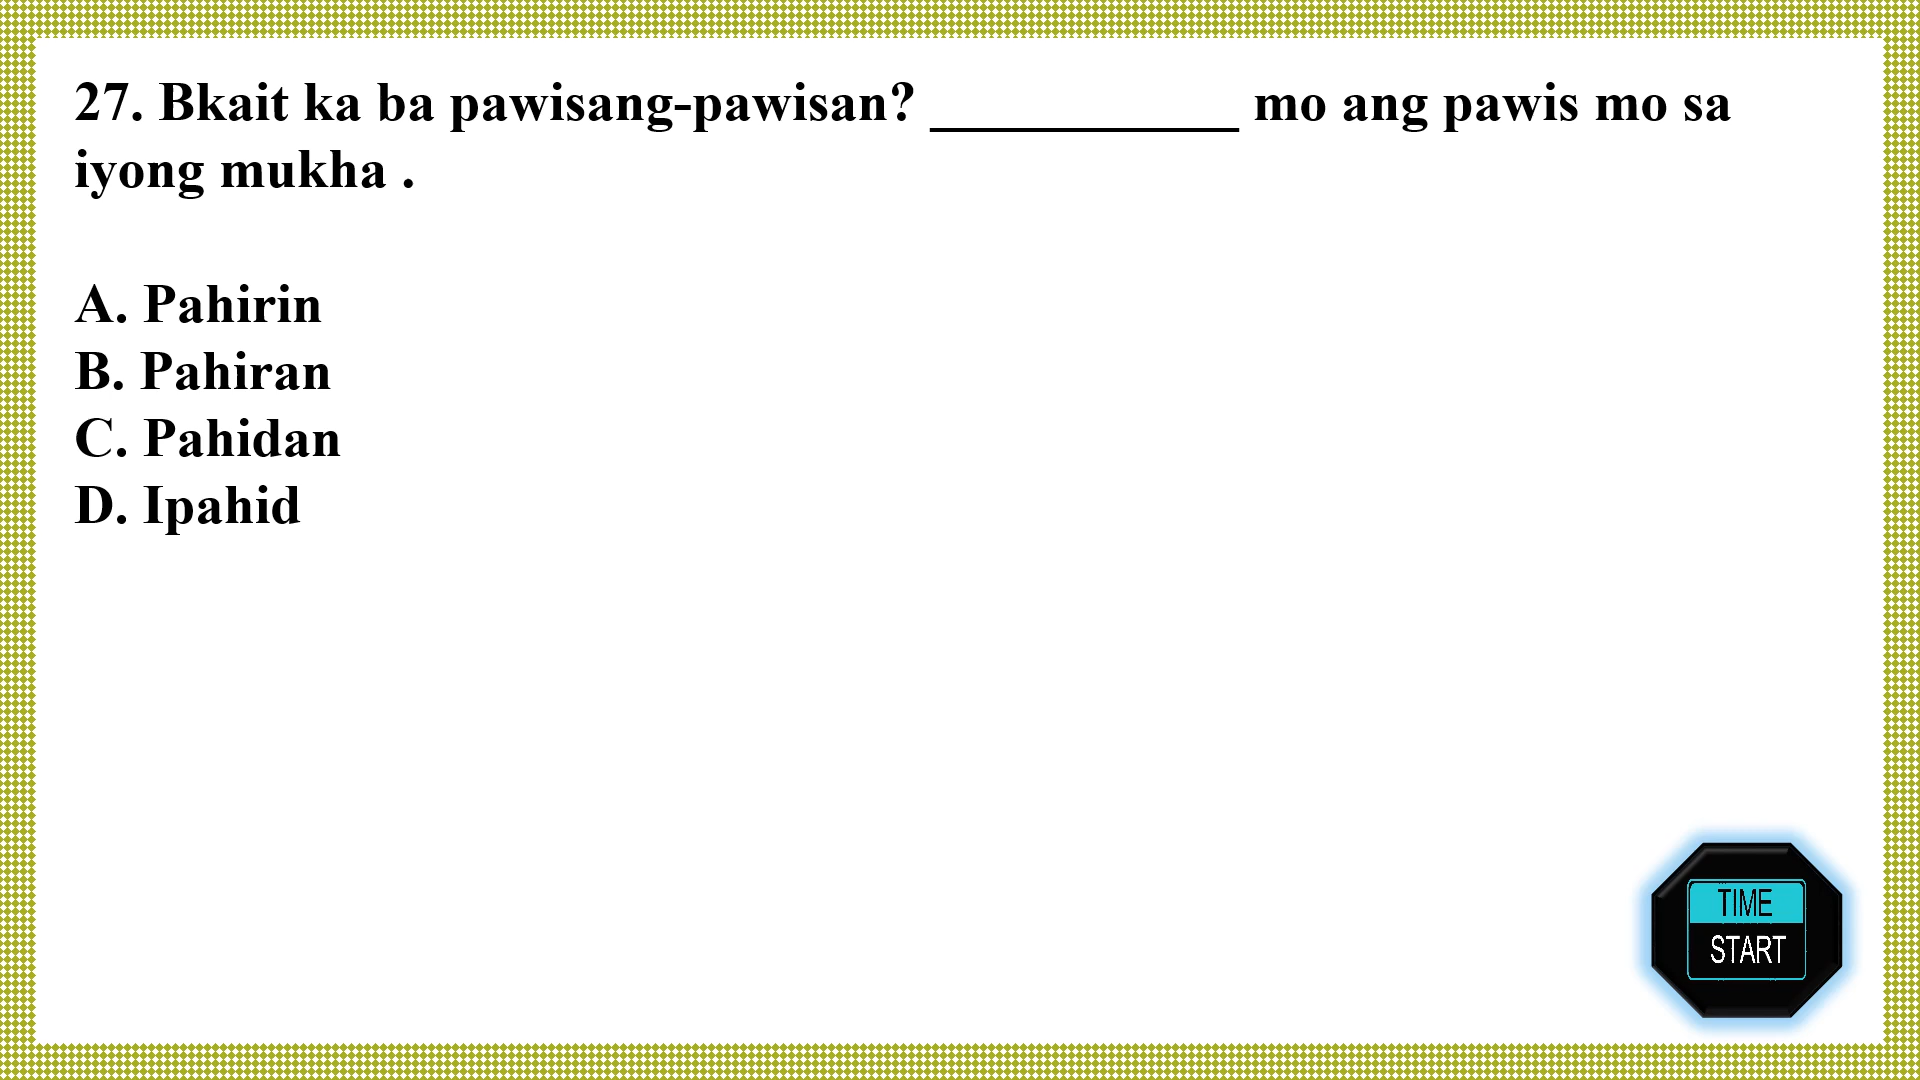 27. Bkait ka ba pawisang-pawisan? ___________ mo ang pawis mo sa
iyong mukha .
A. Pahirin
B. Pahiran
C. Pahidan
D. Ipahid
TIME
START